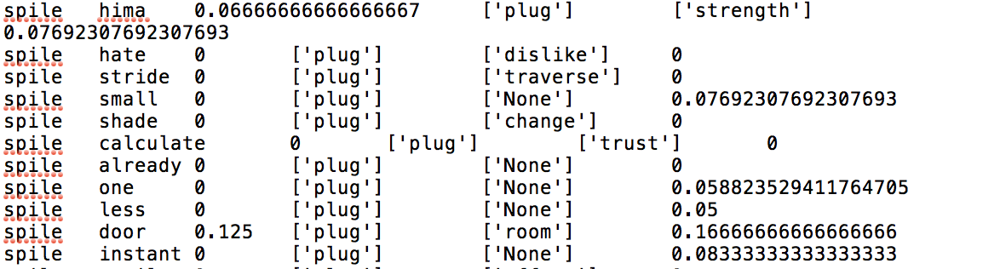 spile hima 0.06666666666666667 ['plug'] ['strength']
0.07692307692307693
spile hate 0 ['plug'] ['dislike'] 0
spile stride 0 ['plug'] ['traverse'] 0
spile small 0 ['plug'] ['None'] 0.07692307692307693
spile shade 0 ['plug'] ['change'] 0
spile calculate 0 ['plug'] ['trust'] 0
spile already 0 ['plug'] ['None'] 0
spile one 0 ['plug'] ['None'] 0.058823529411764705
spile less 0 ['plug'] ['None'] 0.05
spile door 0.125 ['plug'] ['room'] 0.16666666666666666
spile instant 0 ['plug'] ['None'] 0.08333333333333333